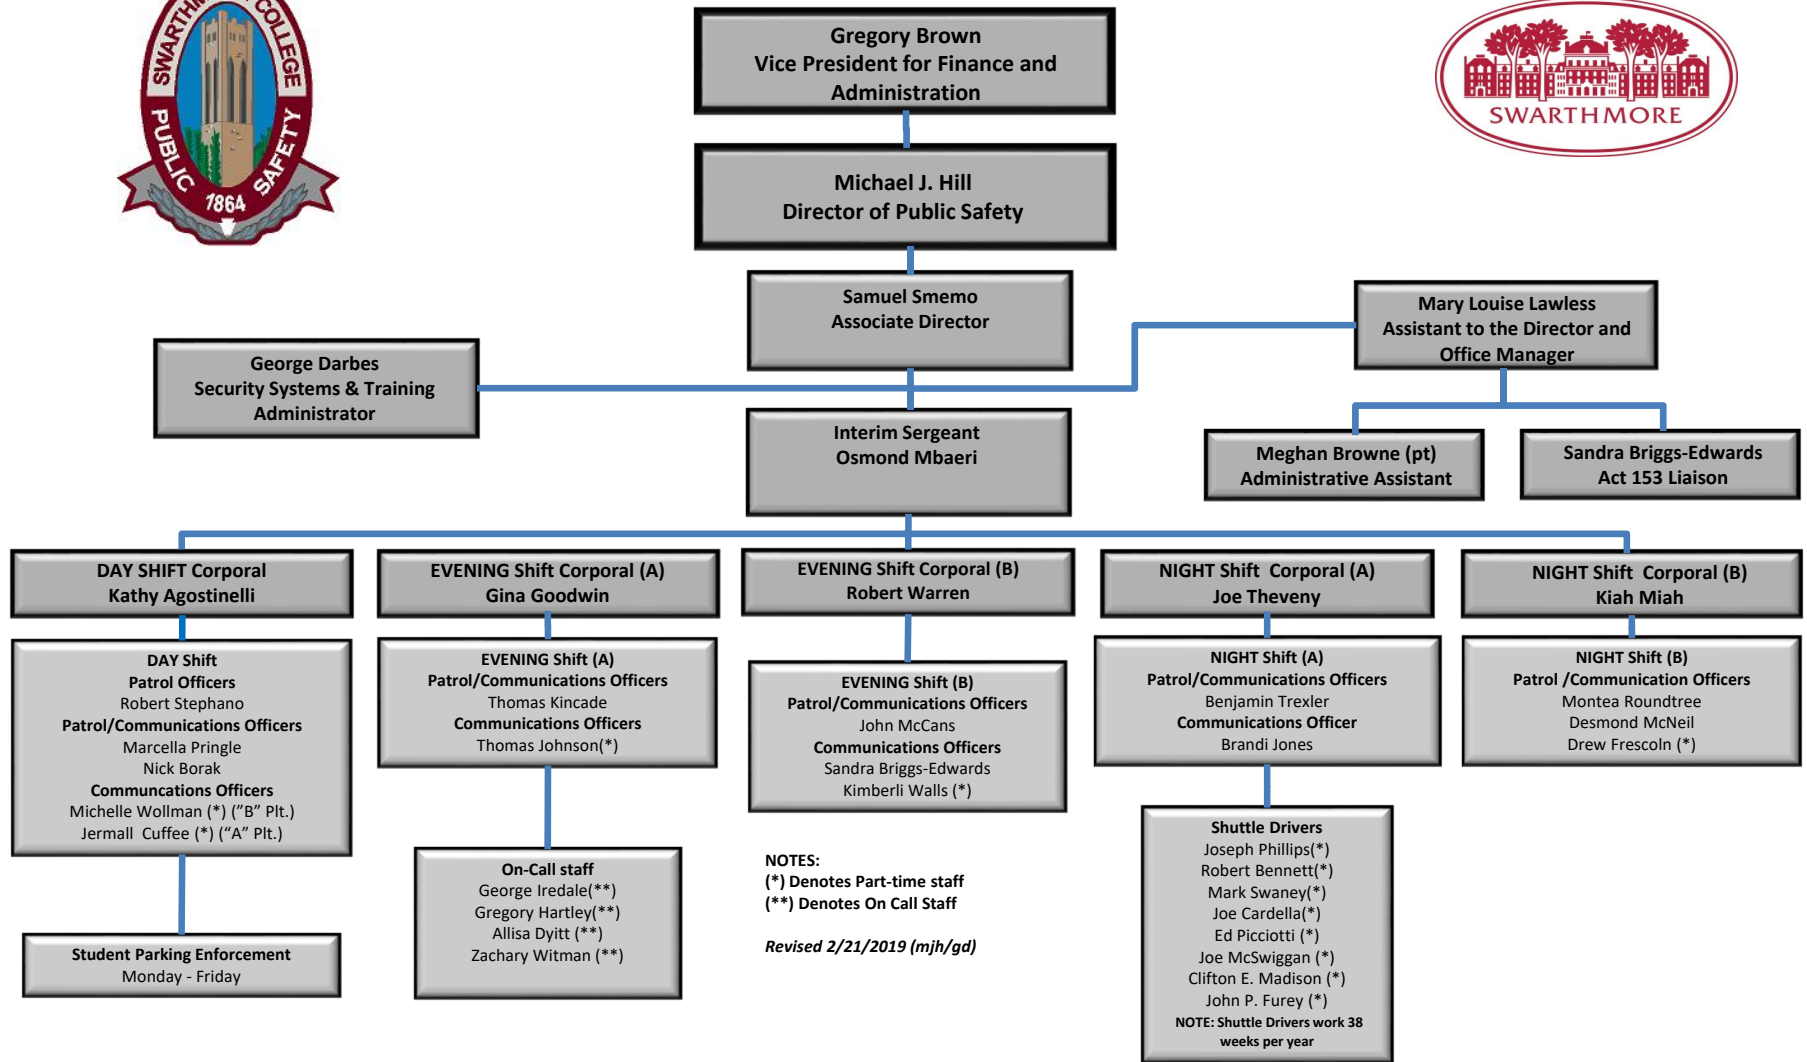 SWARTHMORE COLLEGE
PUBLIC SAFETY
1864
SWARTHMORE
Gregory Brown
Vice President for Finance and
Administration
Michael J. Hill
Director of Public Safety
Samuel Smemo
Associate Director
Mary Louise Lawless
Assistant to the Director and
Office Manager
George Darbes
Security Systems & Training
Administrator
Interim Sergeant
Osmond Mbaeri
Meghan Browne (pt)
Administrative Assistant
Sandra Briggs-Edwards
Act 153 Liaison
DAY SHIFT Corporal
Kathy Agostinelli
EVENING Shift Corporal (A)
Gina Goodwin
EVENING Shift Corporal (B)
Robert Warren
NIGHT Shift  Corporal (A)
Joe Theveny
NIGHT Shift  Corporal (B)
Kiah Miah
DAY Shift
Patrol Officers
Robert Stephano
Patrol/Communications Officers
Marcella Pringle
Nick Borak
Communcations Officers
Michelle Wollman (*) (”B” Plt.)
Jermall  Cuffee (*) (“A” Plt.)
EVENING Shift (A)
Patrol/Communications Officers
Thomas Kincade
Communications Officers
Thomas Johnson(*)
EVENING Shift (B)
Patrol/Communications Officers
John McCans
Communications Officers
Sandra Briggs-Edwards
Kimberli Walls (*)
NIGHT Shift (A)
Patrol/Communications Officers
Benjamin Trexler
Communications Officer
Brandi Jones
NIGHT Shift (B)
Patrol /Communication Officers
Montea Roundtree
Desmond McNeil
Drew Frescoln (*)
Student Parking Enforcement
Monday - Friday
On-Call staff
George Iredale(**)
Gregory Hartley(**)
Allisa Dyitt (**)
Zachary Witman (**)
NOTES:
(*) Denotes Part-time staff
(**) Denotes On Call Staff
Revised 2/21/2019 (mjh/gd)
Shuttle Drivers
Joseph Phillips(*)
Robert Bennett(*)
Mark Swaney(*)
Joe Cardella(*)
Ed Picciotti (*)
Joe McSwiggan (*)
Clifton E. Madison (*)
John P. Furey (*)
NOTE: Shuttle Drivers work 38
weeks per year